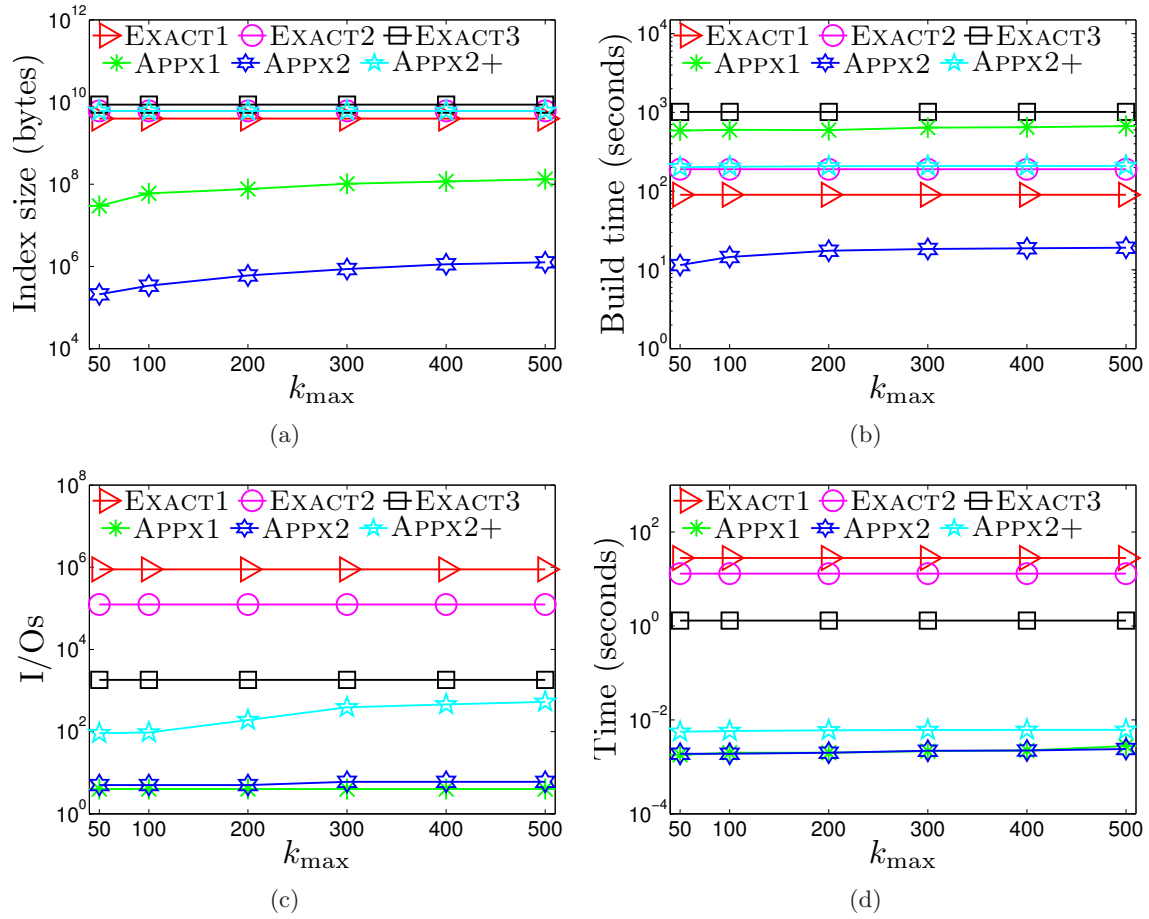 10^12
EXACT1 EXACT2 EXACT3
APPX1 APPX2 APPX2+
10^10
10^8
10^6
10^4
Index size (bytes)
50 100 200 300 400 500
k_max
(a)
EXACT1 EXACT2 EXACT3
10^4
APPX1 APPX2 APPX2+
10^3
10^2
10^1
10^0
Build time (seconds)
50 100 200 300 400 500
k_max
(b)
10^8
EXACT1 EXACT2 EXACT3
APPX1 APPX2 APPX2+
10^6
10^4
10^2
10^0
I/Os
50 100 200 300 400 500
k_max
(c)
EXACT1 EXACT2 EXACT3
10^2
APPX1 APPX2 APPX2+
10^0
10^−2
10^−4
Time (seconds)
50 100 200 300 400 500
k_max
(d)